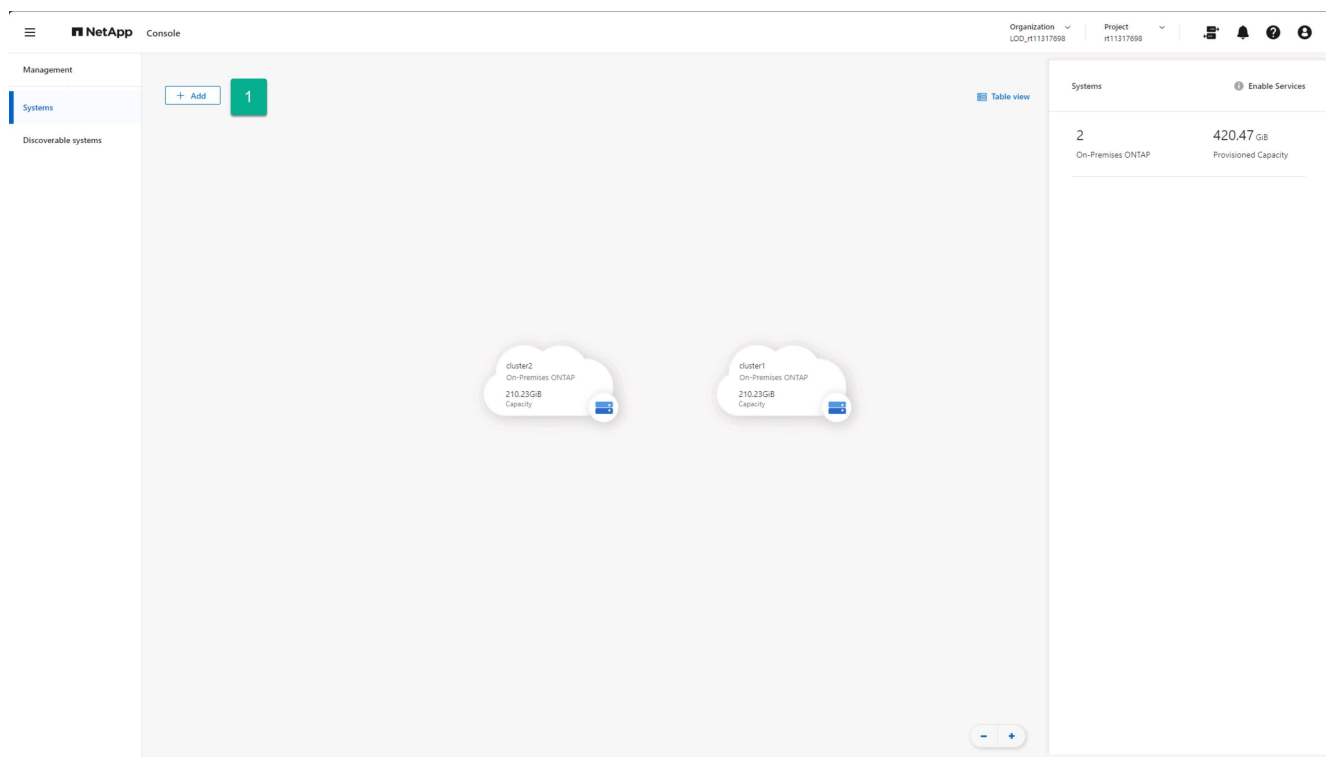 NetApp Console
Organization
LOD_rt11317698
Project
rt11317698
Management
Systems
Discoverable systems
+ Add
1
Table view
cluster2
On-Premises ONTAP
210.23GiB
Capacity
cluster1
On-Premises ONTAP
210.23GiB
Capacity
Systems
Enable Services
2
On-Premises ONTAP
420.47 GiB
Provisioned Capacity
- +